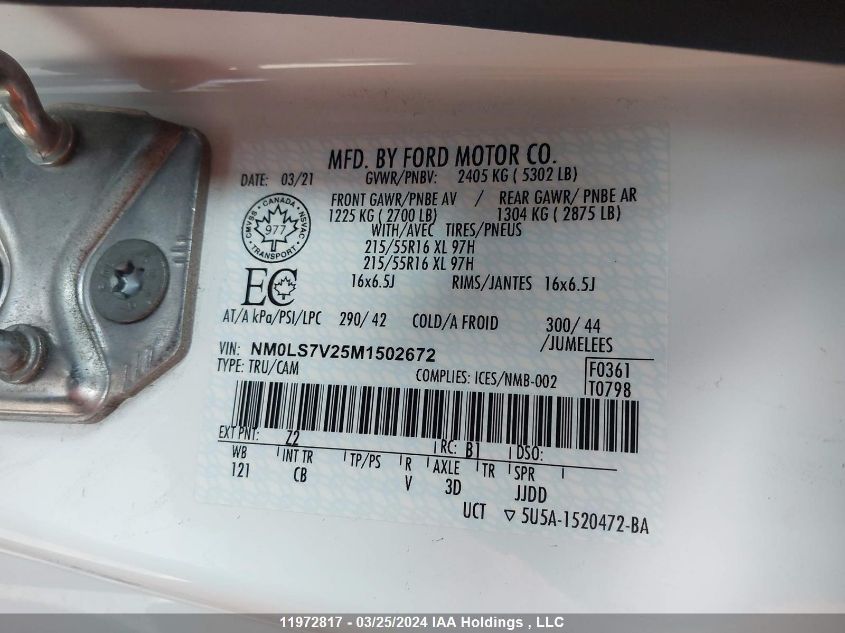 MFD. BY FORD MOTOR CO.
DATE: 03/21 GVWR/PNBV: 2405 KG ( 5302 LB)
FRONT GAWR/PNBE AV / REAR GAWR/ PNBE AR
1225 KG ( 2700 LB) 1304 KG ( 2875 LB)
WITH/AVEC TIRES/PNEUS
215/55R16 XL 97H
215/55R16 XL 97H
16x6.5J RIMS/JANTES 16x6.5J
CMVSS · CANADA · NSVAC
977
TRANSPORT
EC
AT/A kPa/PSI/LPC 290/ 42 COLD/A FROID 300/ 44
/JUMELEES
VIN: NM0LS7V25M1502672
TYPE: TRU/CAM COMPLIES: ICES/NMB-002
F0361
T0798
EXT PNT: Z2 RC: B1 DSO:
WB INT TR TP/PS R AXLE TR SPR
121 CB V 3D JJDD
UCT ▽ 5U5A-1520472-BA
11972817 - 03/25/2024 IAA Holdings , LLC